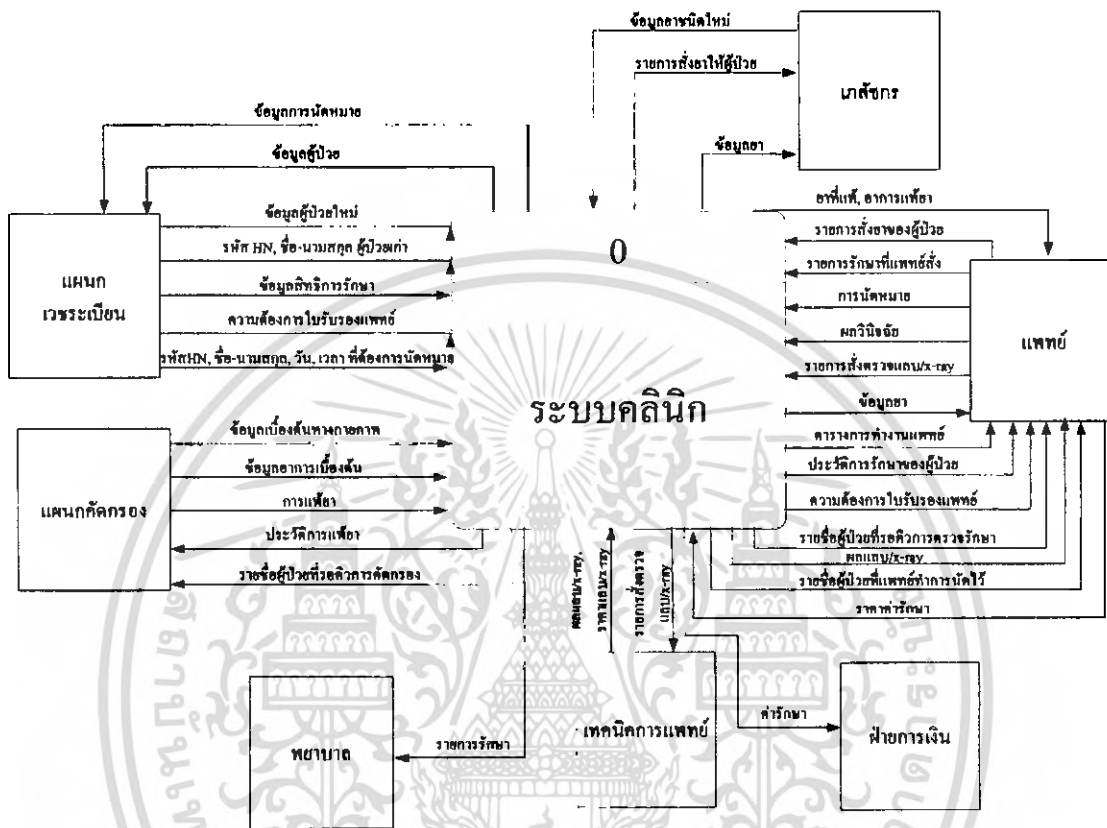 ข้อมูลยาชนิดใหม่
รายการสั่งยาให้ผู้ป่วย
เภสัชกร
ข้อมูลการนัดหมาย
ข้อมูลยา
ข้อมูลผู้ป่วย
ยาที่แพ้, อาการแพ้ยา
ข้อมูลผู้ป่วยใหม่
รายการสั่งยาของผู้ป่วย
0
รหัส HN, ชื่อ-นามสกุล ผู้ป่วยเก่า
รายการรักษาที่แพทย์สั่ง
แผนก
เวชระเบียน
ข้อมูลสิทธิการรักษา
การนัดหมาย
ความต้องการใบรับรองแพทย์
ผลวินิจฉัย
แพทย์
รหัสHN, ชื่อ-นามสกุล, วัน, เวลา ที่ต้องการนัดหมาย
รายการสั่งตรวจแลบ/x-ray
ระบบคลินิก
ข้อมูลยา
ข้อมูลเบื้องต้นทางกายภาพ
ตารางการทำงานแพทย์
ข้อมูลอาการเบื้องต้น
ประวัติการรักษาของผู้ป่วย
แผนกคัดกรอง
การแพ้ยา
ความต้องการใบรับรองแพทย์
ประวัติการแพ้ยา
รายชื่อผู้ป่วยที่รอคิวการตรวจรักษา
ผลแลบ/x-ray
รายชื่อผู้ป่วยที่รอคิวการคัดกรอง
รายชื่อผู้ป่วยที่แพทย์ทำการนัดไว้
ราคาค่ารักษา
ผลแลบ/x-ray,
ราคาแลบ/x-ray
รายการสั่งตรวจ
แลบ/x-ray
ค่ารักษา
เทคนิคการแพทย์
ฝ่ายการเงิน
พยาบาล
รายการรักษา